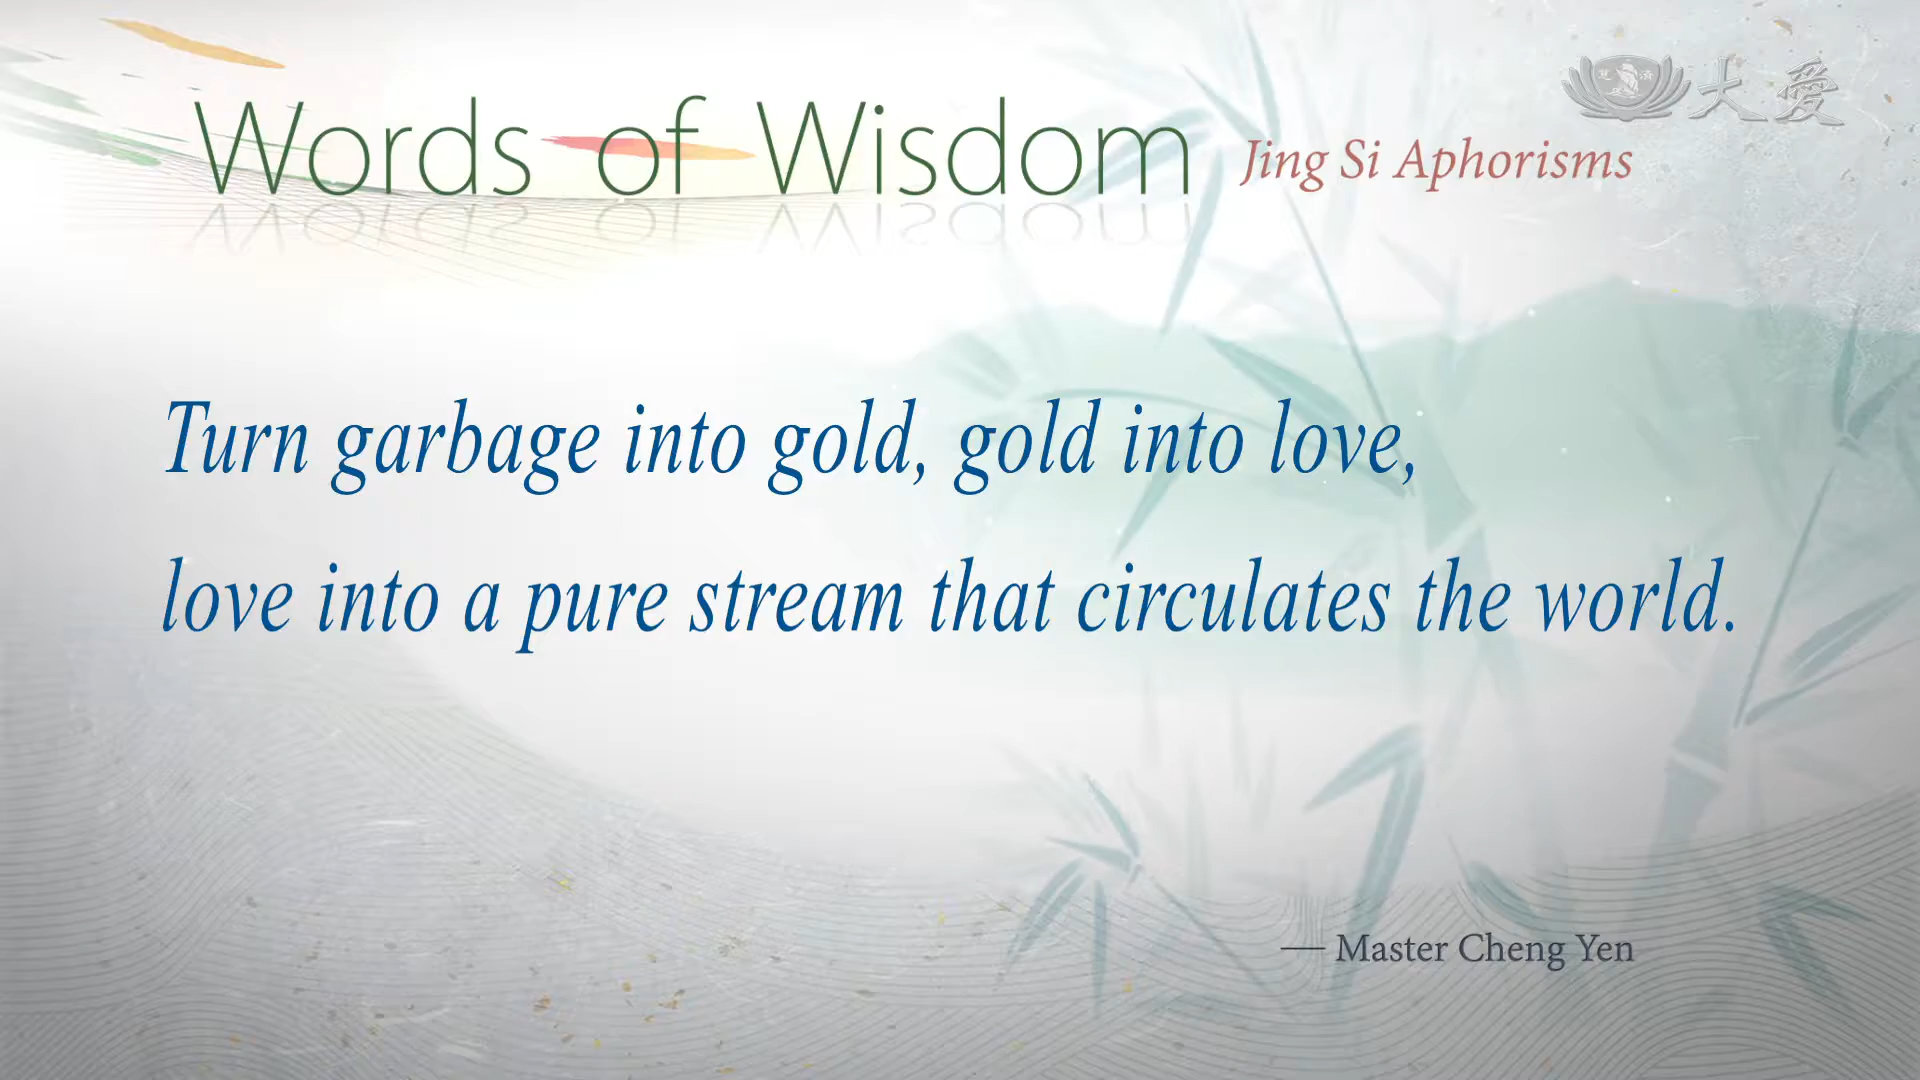 Words of Wisdom Jing Si Aphorisms
大愛
Turn garbage into gold, gold into love,
love into a pure stream that circulates the world.
— Master Cheng Yen